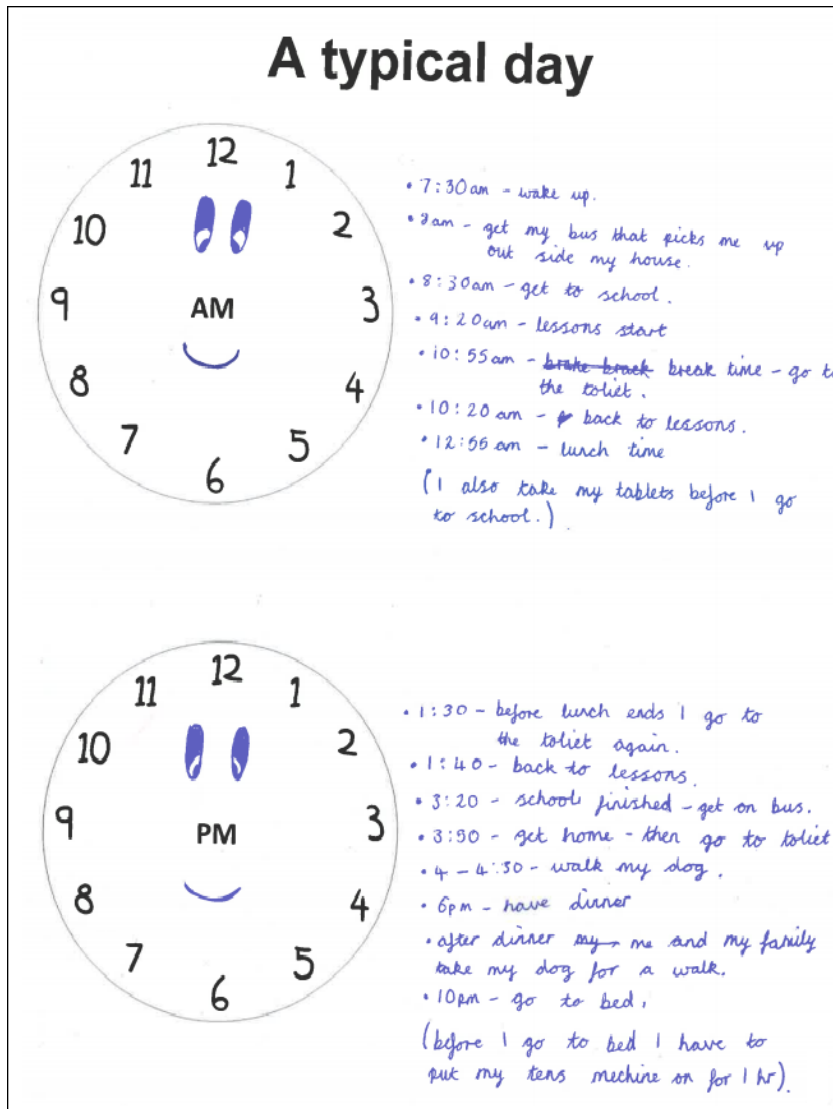 A typical day
12
11
1
10
2
9
AM
3
8
4
7
5
6
• 7:30 am - wake up.
• 8am - get my bus that picks me up
out side my house.
• 8:30am - get to school.
• 9:20am - lessons start
• 10:55am - brake brack break time - go to
the toliet.
• 10:20 am - back to lessons.
• 12:55 am - lunch time
(I also take my tablets before I go
to school.)
12
11
1
10
2
9
PM
3
8
4
7
5
6
• 1:30 - before lunch ends I go to
the toliet again.
• 1:40 - back to lessons.
• 3:20 - school finished - get on bus.
• 3:50 - get home - then go to toliet
• 4 - 4:30 - walk my dog.
• 6pm - have dinner
• after dinner my me and my family
take my dog for a walk.
• 10pm - go to bed.
(before I go to bed I have to
put my tens mechine on for 1 hr).